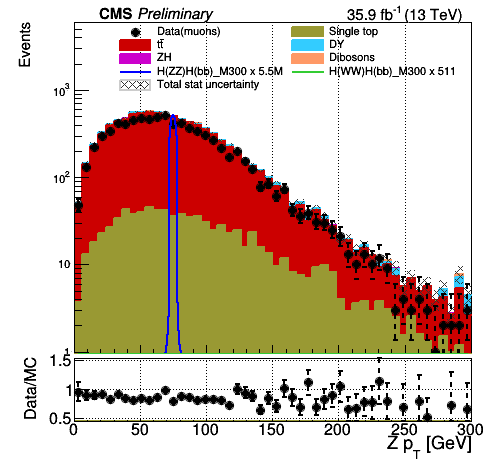 CMS Preliminary 35.9 fb⁻¹ (13 TeV)
Data(muons) Single top
tt̄ DY
ZH Dibosons
H(ZZ)H(bb)_M300 x 5.5M H(WW)H(bb)_M300 x 511
Total stat uncertainty
Events
10³
10²
10
1
Data/MC
1.5
1.0
0.5
0 50 100 150 200 250 300
Z p_T [GeV]